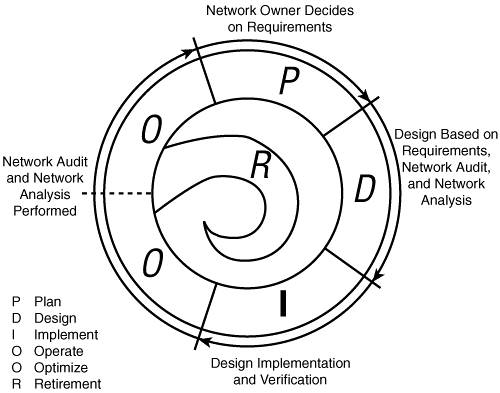 Network Owner Decides
on Requirements
P
O
R
Design Based on
Requirements,
Network Audit,
and Network
Analysis
D
Network Audit
and Network
Analysis
Performed
O
I
P Plan
D Design
I Implement
O Operate
O Optimize
R Retirement
Design Implementation
and Verification